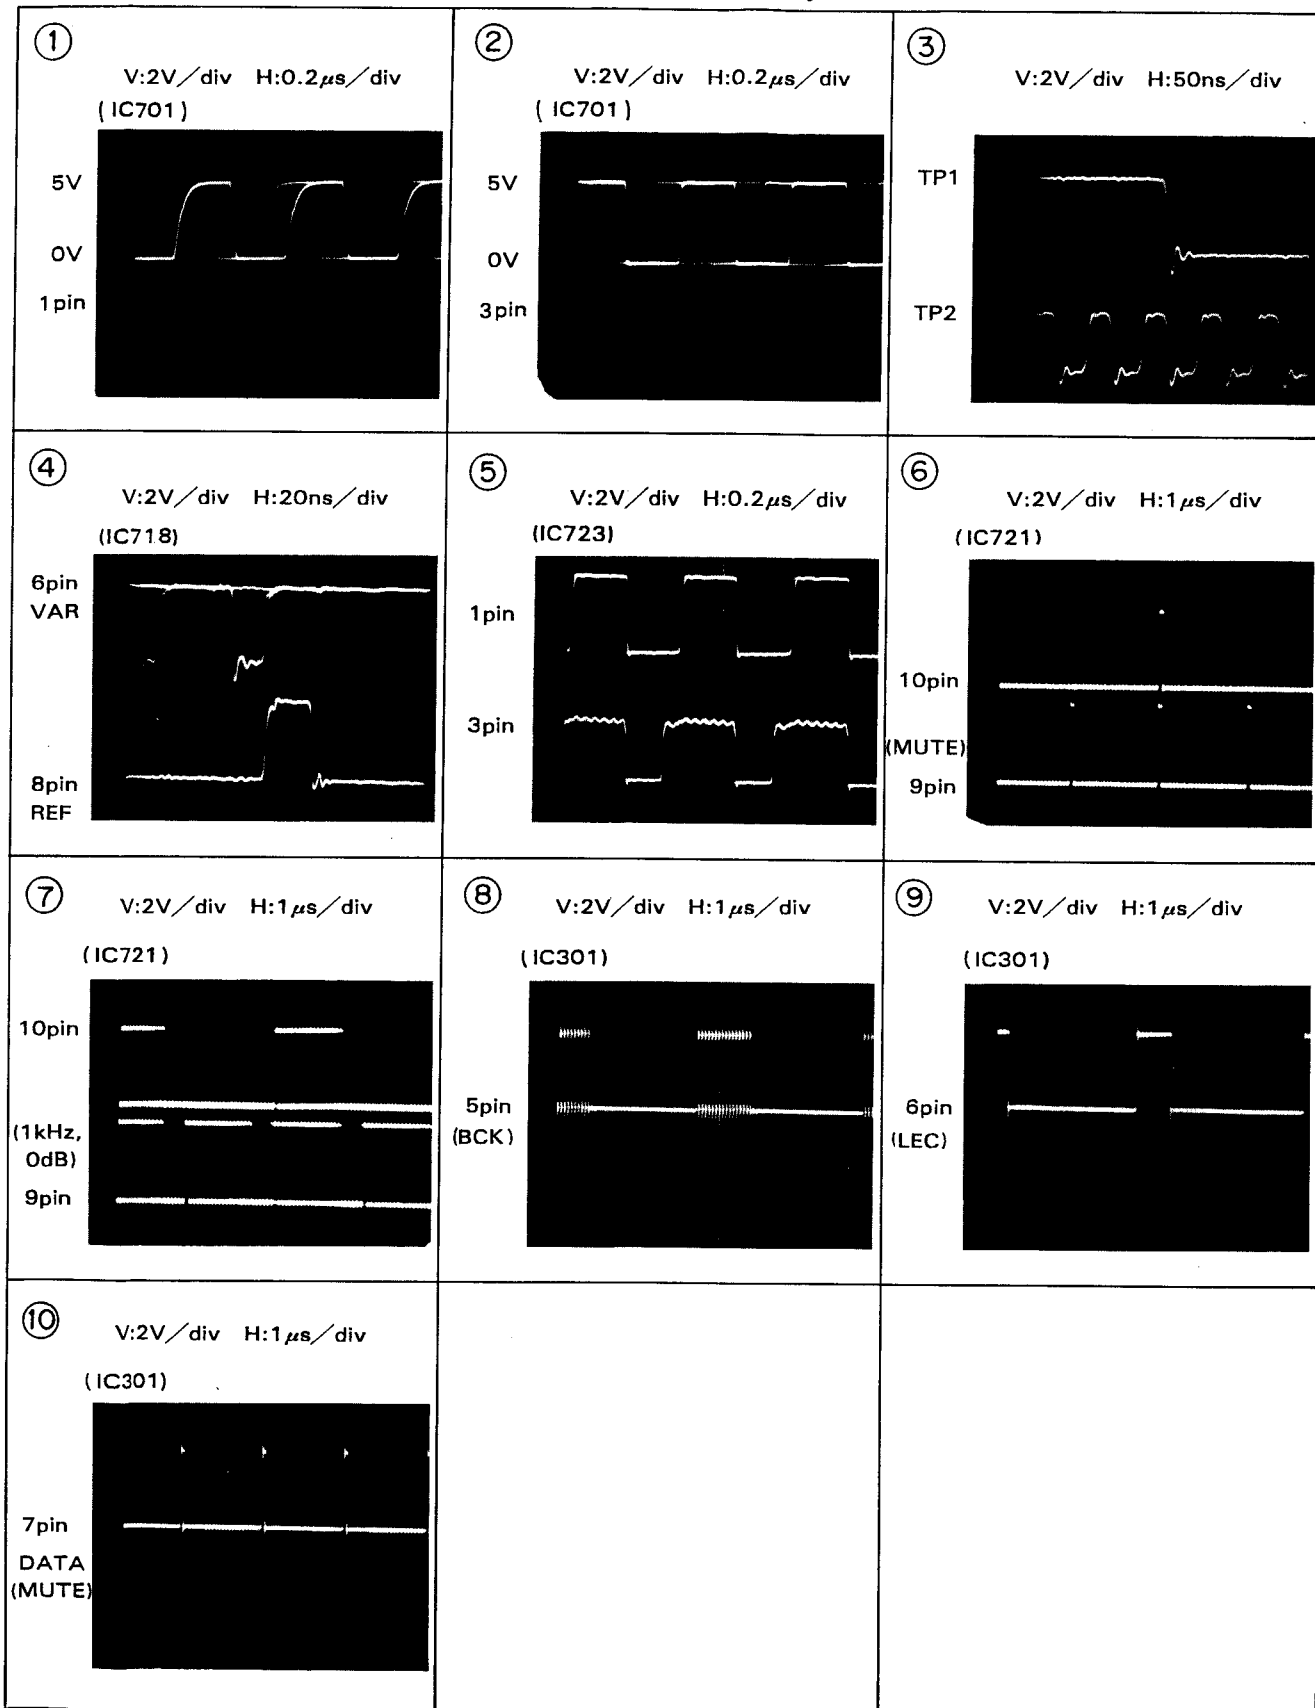 ①
V:2V/div H:0.2μs/div
(IC701)
5V
0V
1pin
②
V:2V/div H:0.2μs/div
(IC701)
5V
0V
3pin
③
V:2V/div H:50ns/div
TP1
TP2
④
V:2V/div H:20ns/div
(IC718)
6pin
VAR
8pin
REF
⑤
V:2V/div H:0.2μs/div
(IC723)
1pin
3pin
⑥
V:2V/div H:1μs/div
(IC721)
10pin
(MUTE)
9pin
⑦
V:2V/div H:1μs/div
(IC721)
10pin
(1kHz,
0dB)
9pin
⑧
V:2V/div H:1μs/div
(IC301)
5pin
(BCK)
⑨
V:2V/div H:1μs/div
(IC301)
6pin
(LEC)
⑩
V:2V/div H:1μs/div
(IC301)
7pin
DATA
(MUTE)